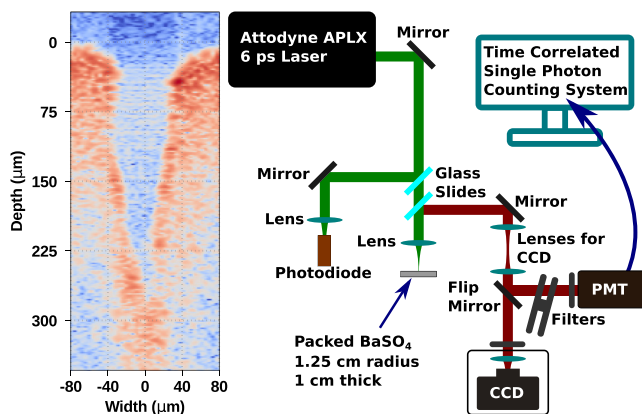 0
75
150
225
300
Depth (μm)
-80
-40
0
40
80
Width (μm)
Attodyne APLX
6 ps Laser
Mirror
Time Correlated
Single Photon
Counting System
Mirror
Glass
Slides
Mirror
Lens
Lens
Lenses for
CCD
Photodiode
Flip
Mirror
PMT
Filters
Packed BaSO₄
1.25 cm radius
1 cm thick
CCD